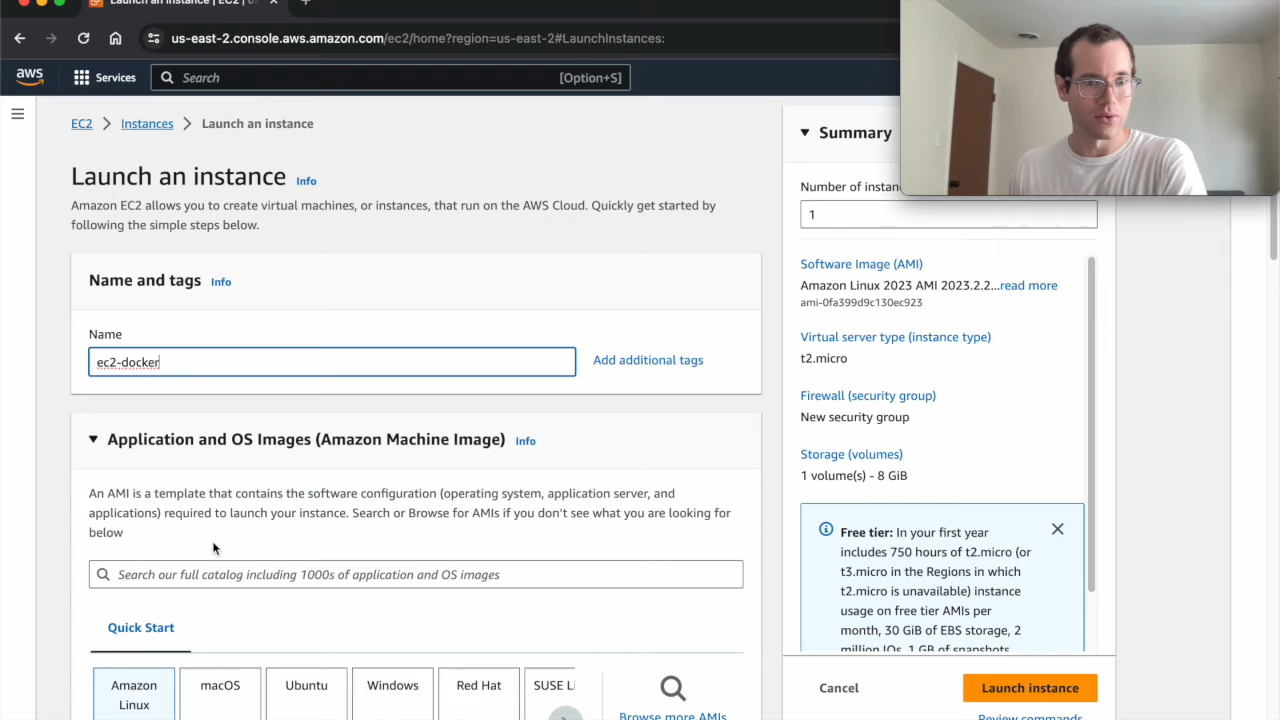 Launch an instance | EC2 | us-
us-east-2.console.aws.amazon.com/ec2/home?region=us-east-2#LaunchInstances:
aws
Services
Search
[Option+S]
EC2 > Instances > Launch an instance
Launch an instance Info
Amazon EC2 allows you to create virtual machines, or instances, that run on the AWS Cloud. Quickly get started by
following the simple steps below.
Name and tags Info
Name
ec2-docker
Add additional tags
Application and OS Images (Amazon Machine Image) Info
An AMI is a template that contains the software configuration (operating system, application server, and
applications) required to launch your instance. Search or Browse for AMIs if you don't see what you are looking for
below
Search our full catalog including 1000s of application and OS images
Quick Start
Amazon
Linux
macOS
Ubuntu
Windows
Red Hat
SUSE Li
Browse more AMIs
Summary
Number of instan
1
Software Image (AMI)
Amazon Linux 2023 AMI 2023.2.2...read more
ami-0fa399d9c130ec923
Virtual server type (instance type)
t2.micro
Firewall (security group)
New security group
Storage (volumes)
1 volume(s) - 8 GiB
Free tier: In your first year
includes 750 hours of t2.micro (or
t3.micro in the Regions in which
t2.micro is unavailable) instance
usage on free tier AMIs per
month, 30 GiB of EBS storage, 2
million IOs, 1 GB of snapshots,
Cancel
Launch instance
Review commands